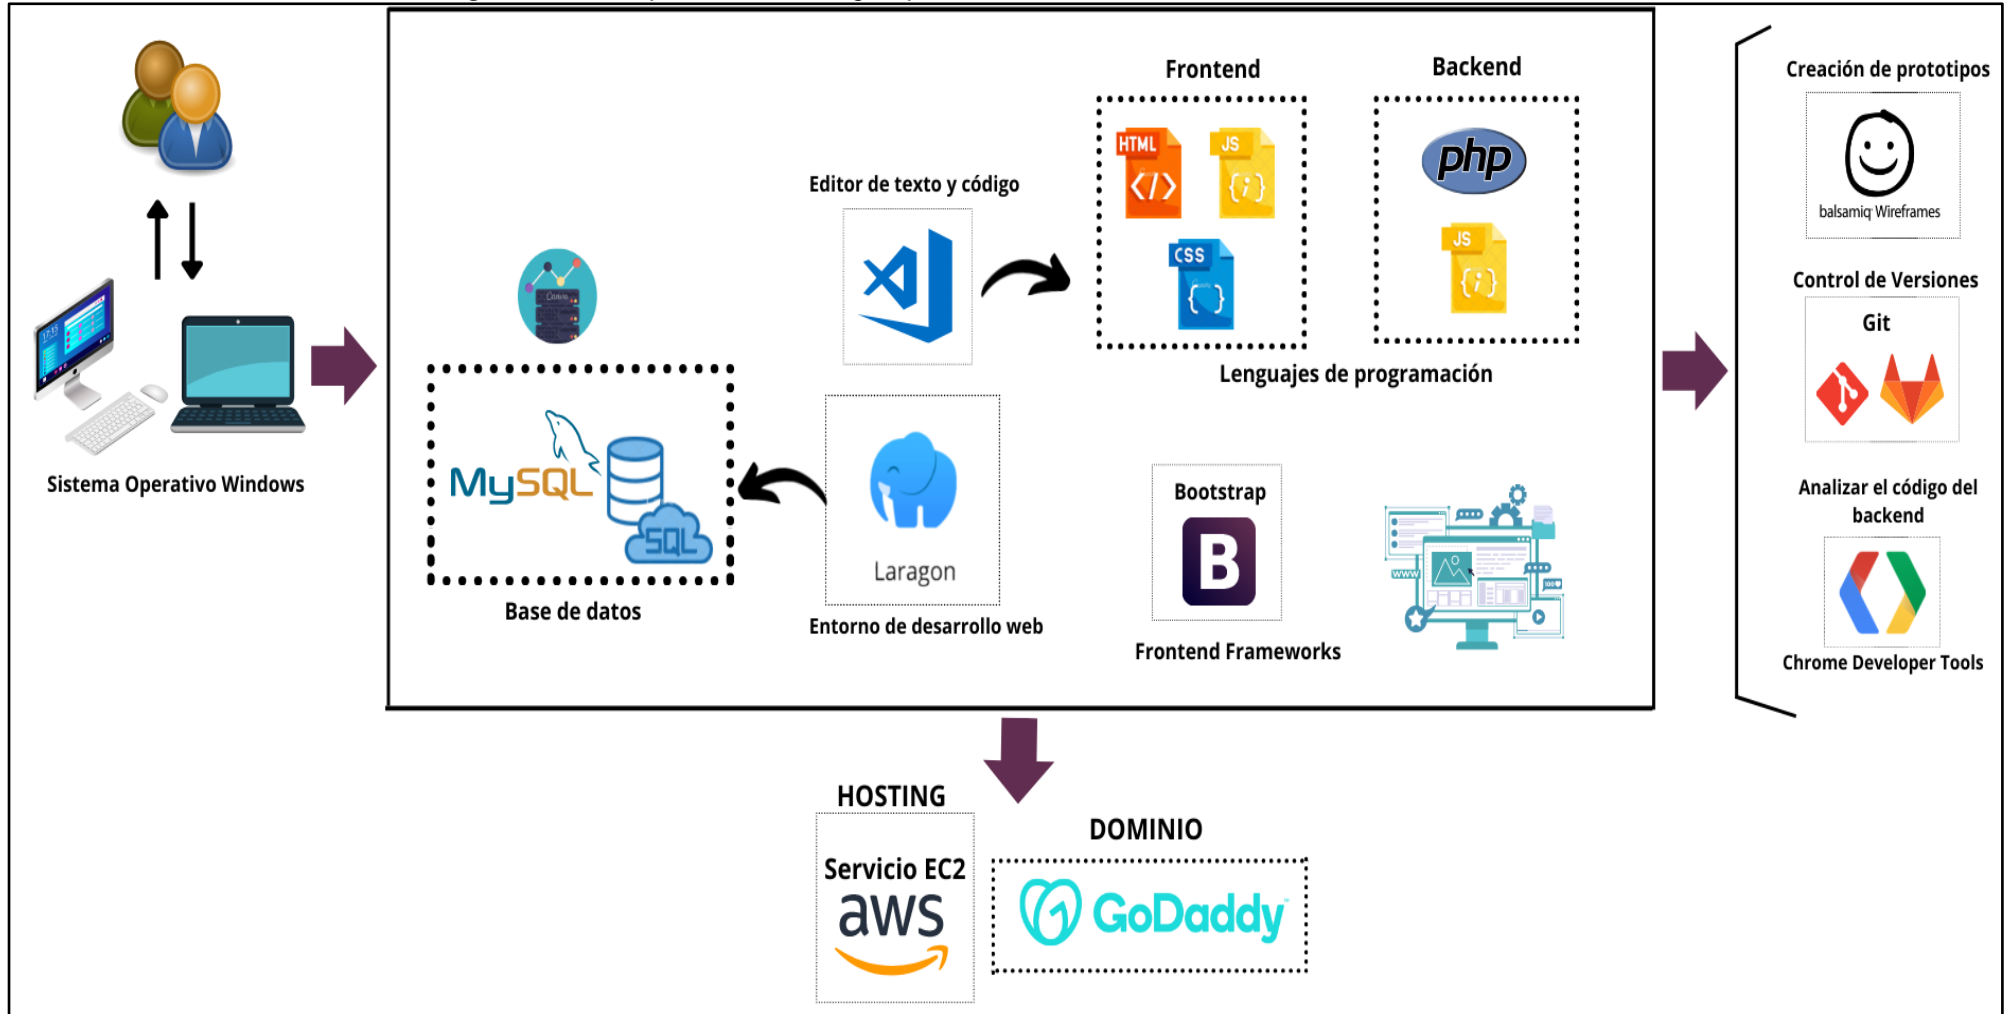 Sistema Operativo Windows
Base de datos
MySQL
SQL
Editor de texto y código
Laragon
Entorno de desarrollo web
Frontend
HTML
JS
CSS
Backend
php
JS
Lenguajes de programación
Bootstrap
B
Frontend Frameworks
WWW
Creación de prototipos
balsamiq Wireframes
Control de Versiones
Git
Analizar el código del
backend
Chrome Developer Tools
HOSTING
Servicio EC2
aws
DOMINIO
GoDaddy